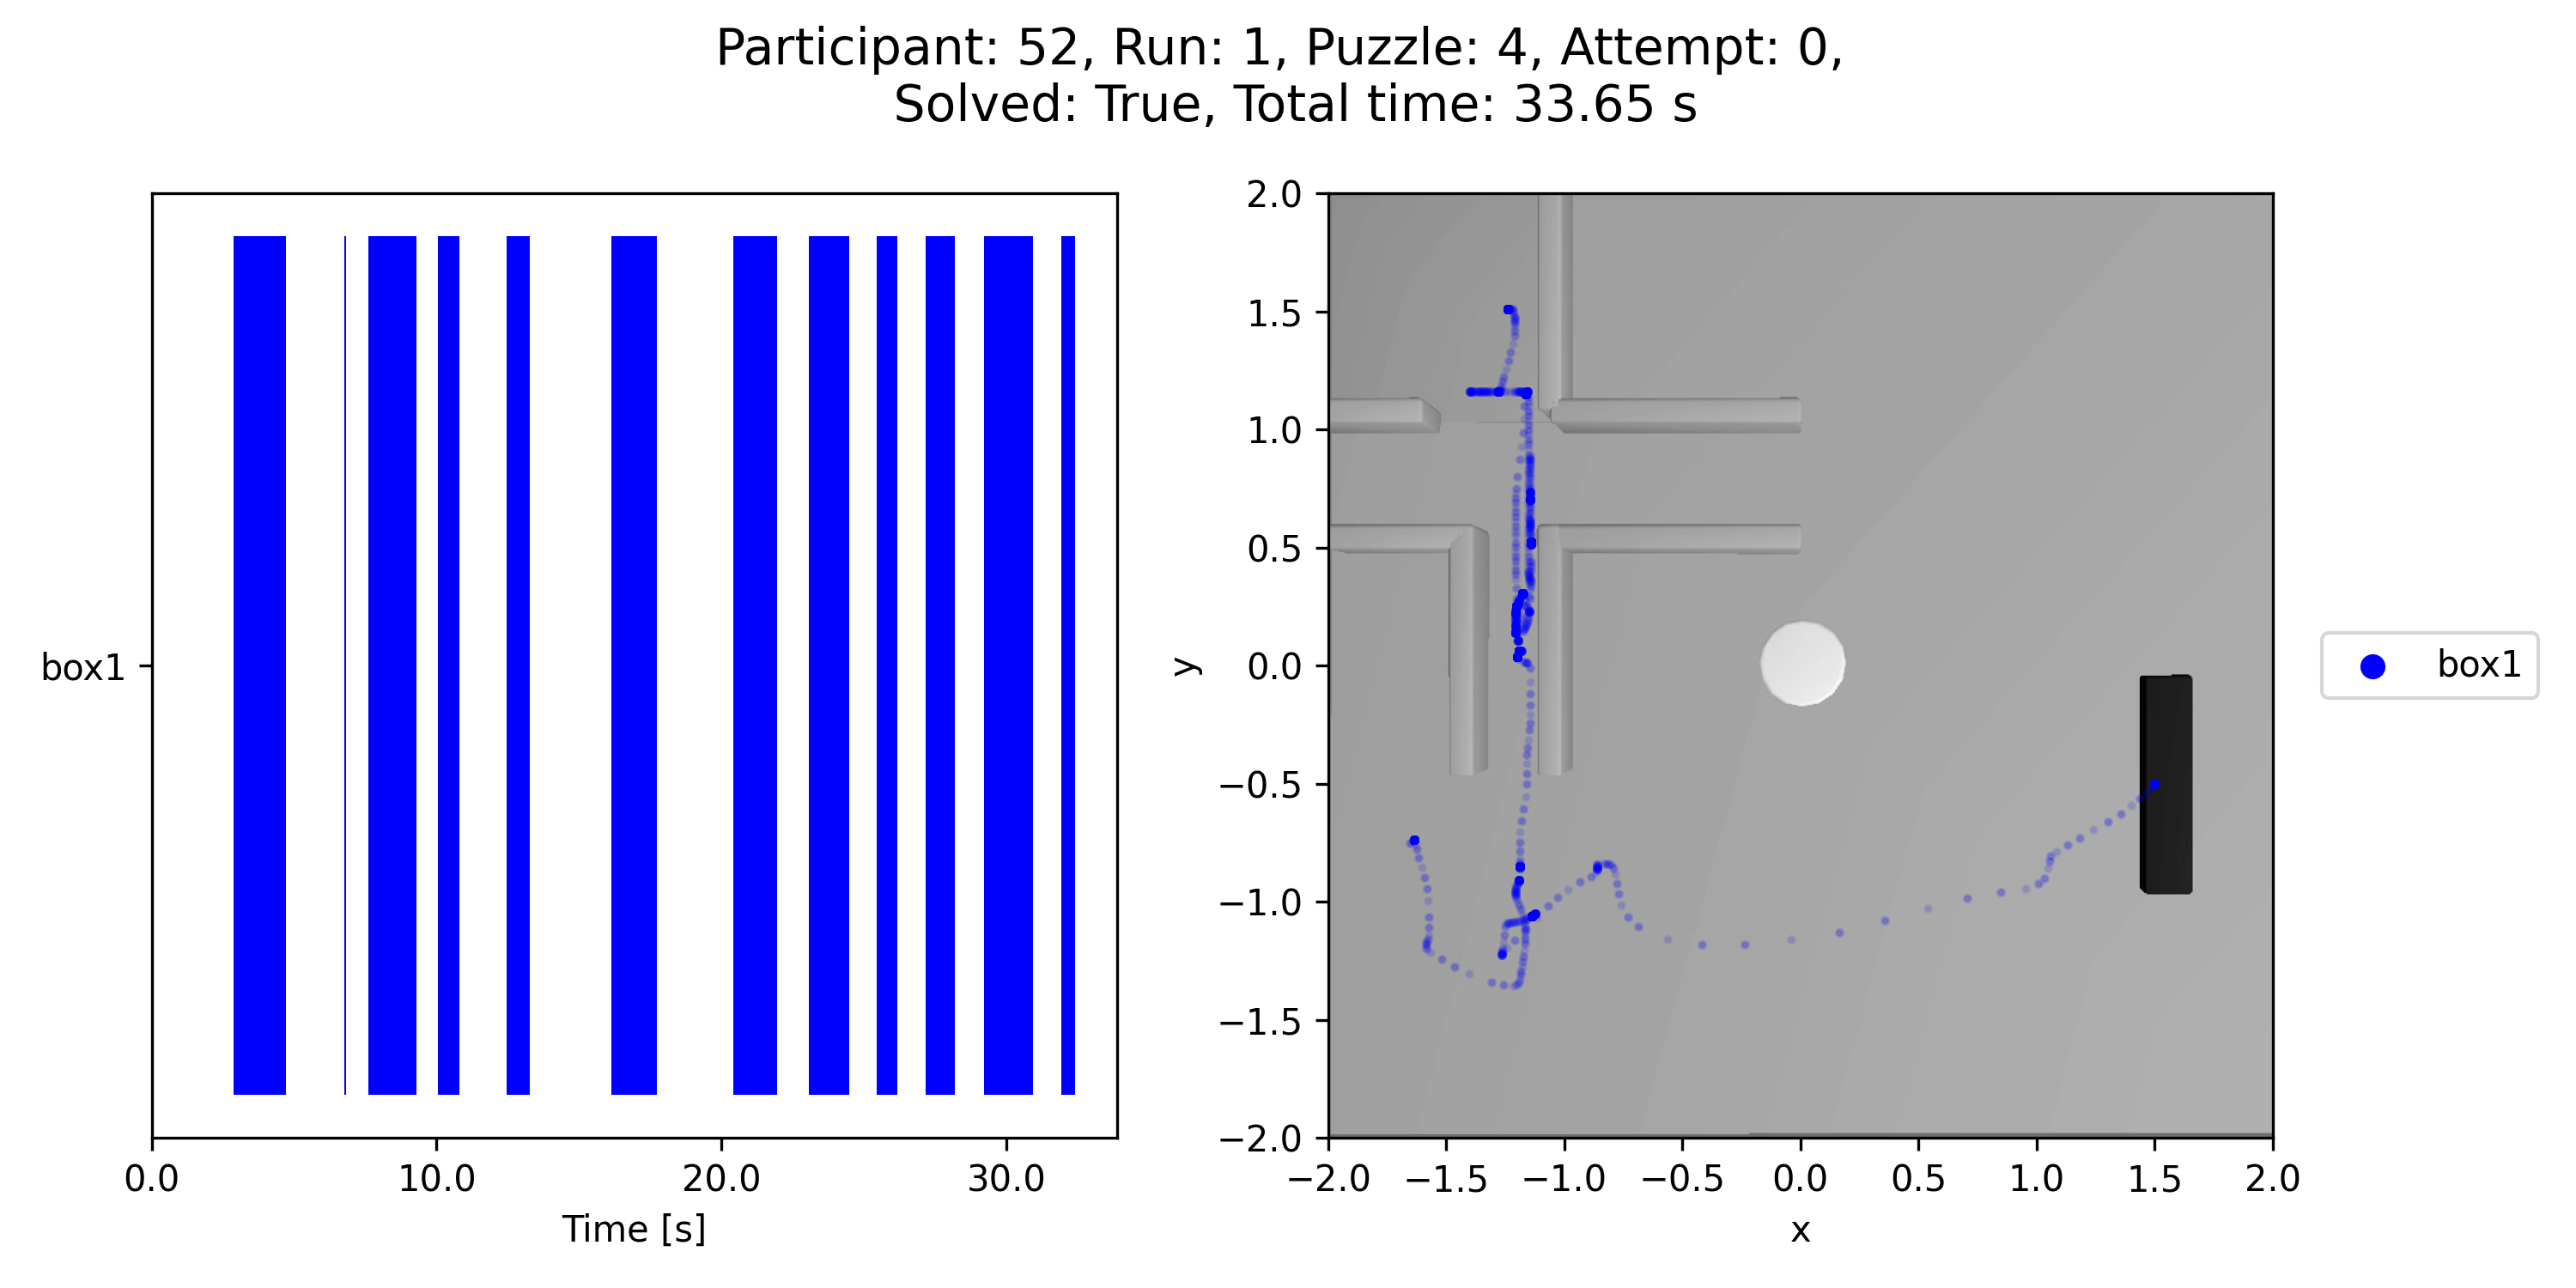 Participant: 52, Run: 1, Puzzle: 4, Attempt: 0,
Solved: True, Total time: 33.65 s
box1
0.0 10.0 20.0 30.0
Time [s]
2.0
1.5
1.0
0.5
0.0
−0.5
−1.0
−1.5
−2.0
y
−2.0 −1.5 −1.0 −0.5 0.0 0.5 1.0 1.5 2.0
x
box1